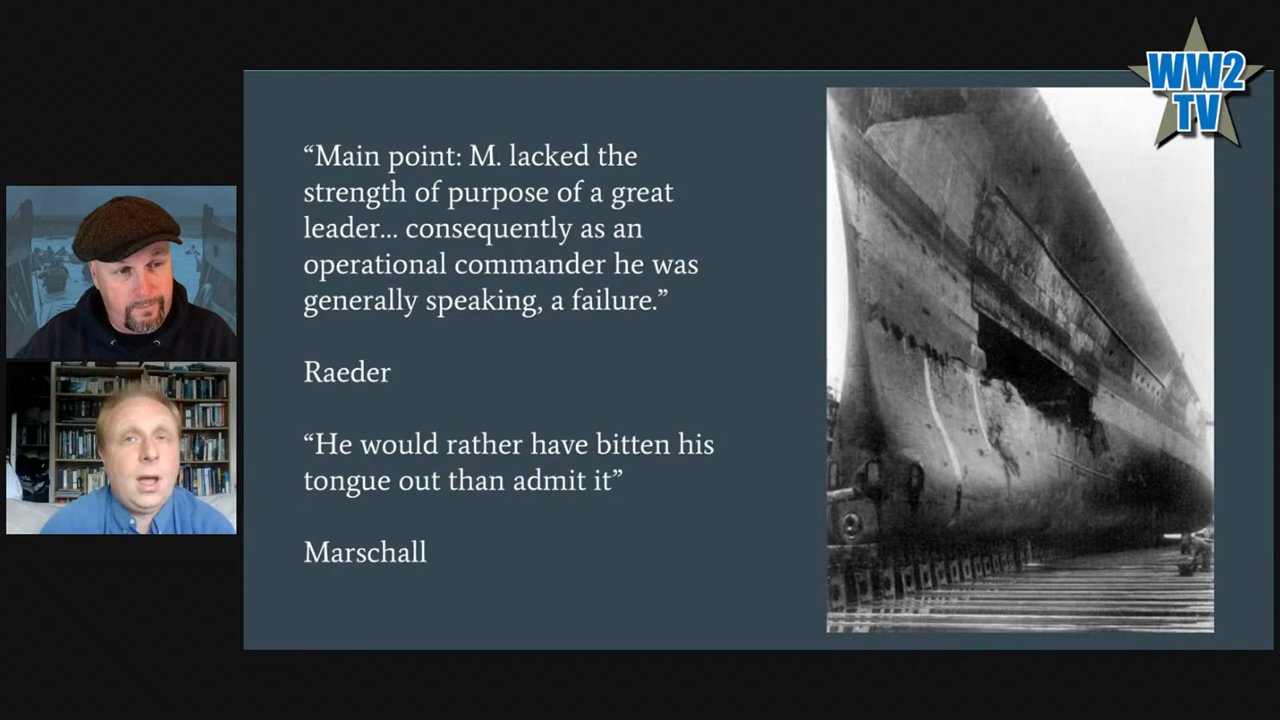 “Main point: M. lacked the
strength of purpose of a great
leader... consequently as an
operational commander he was
generally speaking, a failure.”
Raeder
“He would rather have bitten his
tongue out than admit it”
Marschall
WW2
TV